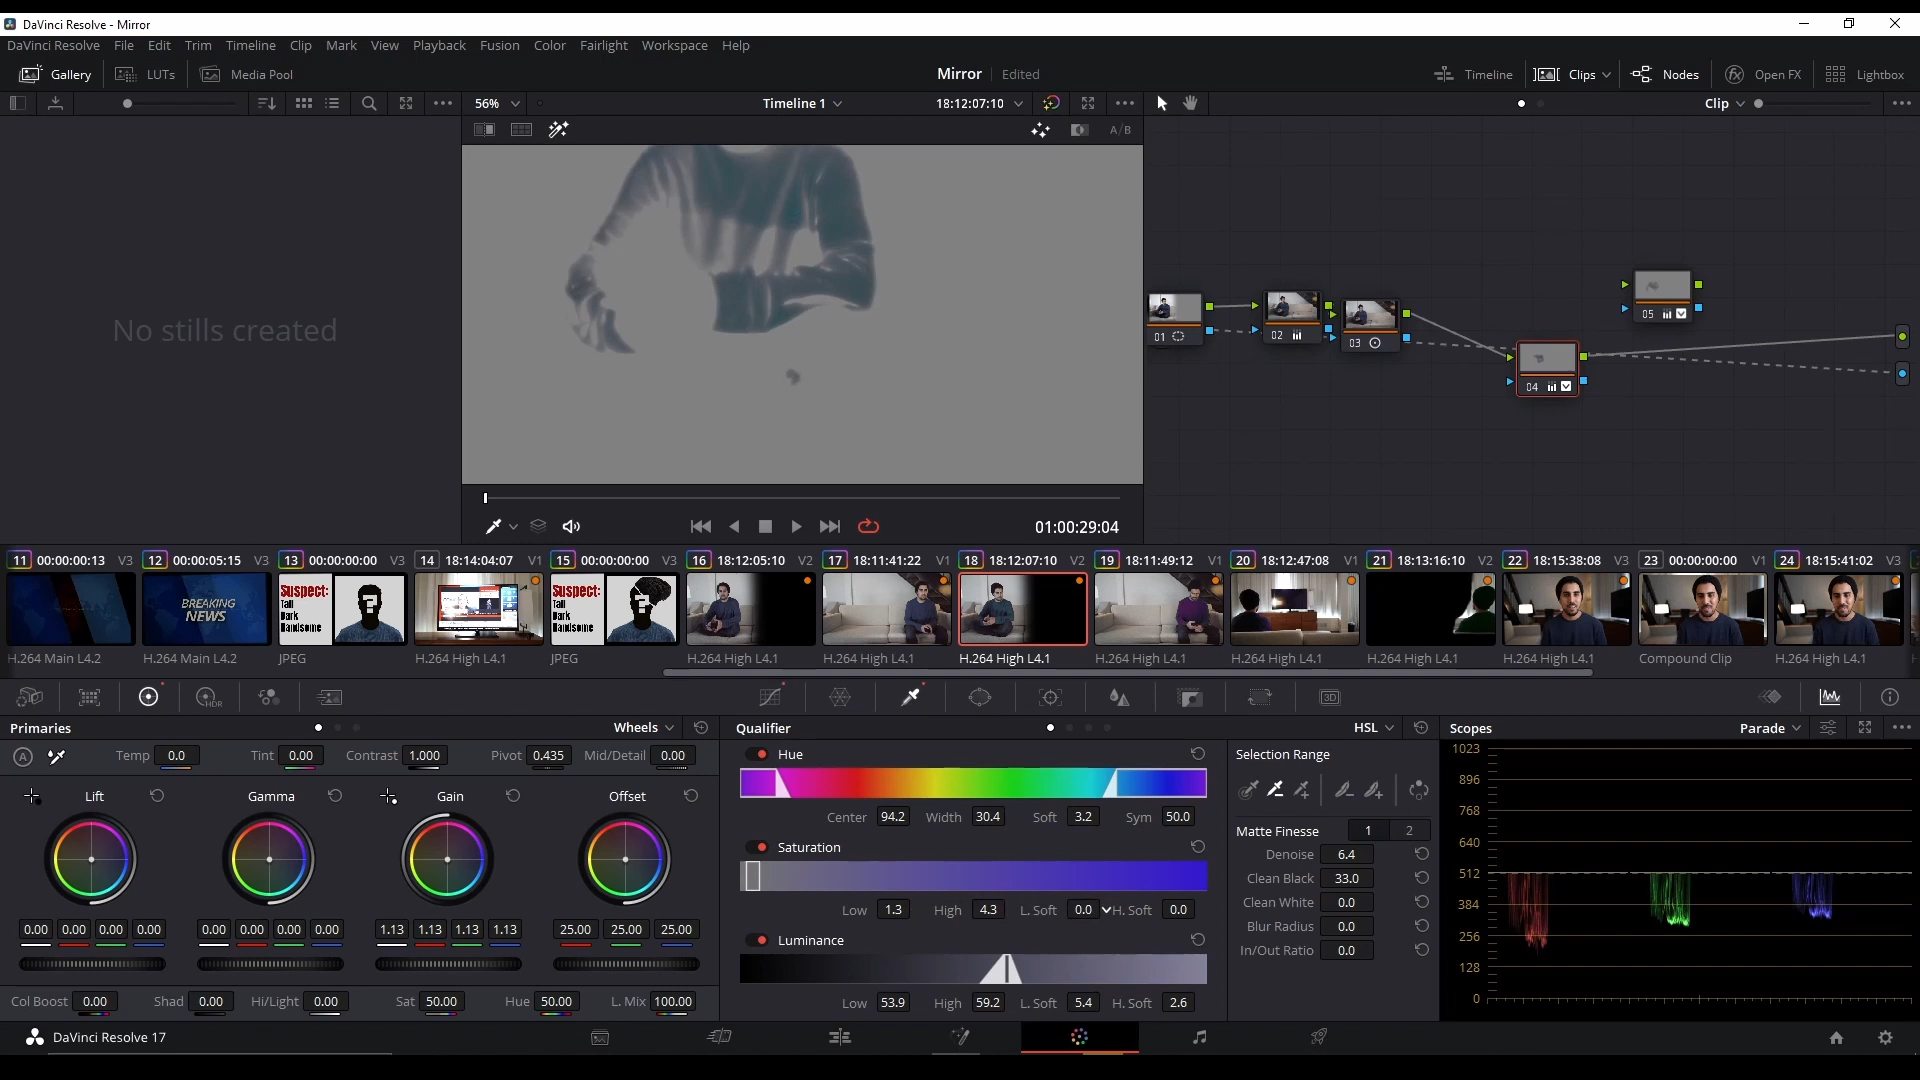 DaVinci Resolve - Mirror
DaVinci Resolve File Edit Trim Timeline Clip Mark View Playback Fusion Color Fairlight Workspace Help
Gallery LUTs Media Pool Mirror Edited Timeline Clips Nodes Open FX Lightbox
56% Timeline 1 18:12:07:10 Clip
A/B
No stills created
05
01 02 03
04
01:00:29:04
11 00:00:00:13 V3 12 00:00:05:15 V3 13 00:00:00:00 V3 14 18:14:04:07 V1 15 00:00:00:00 V3 16 18:12:05:10 V2 17 18:11:41:22 V1 18 18:12:07:10 V2 19 18:11:49:12 V1 20 18:12:47:08 V1 21 18:13:16:10 V2 22 18:15:38:08 V3 23 00:00:00:00 V1 24 18:15:41:02 V3
BREAKING NEWS
Suspect:
Tall
Dark
Handsome
?
Suspect:
Tall
Dark
Handsome
?
H.264 Main L4.2 H.264 Main L4.2 JPEG H.264 High L4.1 JPEG H.264 High L4.1 H.264 High L4.1 H.264 High L4.1 H.264 High L4.1 H.264 High L4.1 H.264 High L4.1 H.264 High L4.1 Compound Clip H.264 High L4.1
HDR 3D
Primaries Wheels
A Temp 0.0 Tint 0.00 Contrast 1.000 Pivot 0.435 Mid/Detail 0.00
Lift Gamma Gain Offset
0.00 0.00 0.00 0.00 0.00 0.00 0.00 0.00 1.13 1.13 1.13 1.13 25.00 25.00 25.00
Col Boost 0.00 Shad 0.00 Hi/Light 0.00 Sat 50.00 Hue 50.00 L. Mix 100.00
Qualifier HSL
Hue
Center 94.2 Width 30.4 Soft 3.2 Sym 50.0
Saturation
Low 1.3 High 4.3 L. Soft 0.0 H. Soft 0.0
Luminance
Low 53.9 High 59.2 L. Soft 5.4 H. Soft 2.6
Selection Range
Matte Finesse 1 2
Denoise 6.4
Clean Black 33.0
Clean White 0.0
Blur Radius 0.0
In/Out Ratio 0.0
Scopes Parade
1023
896
768
640
512
384
256
128
0
DaVinci Resolve 17